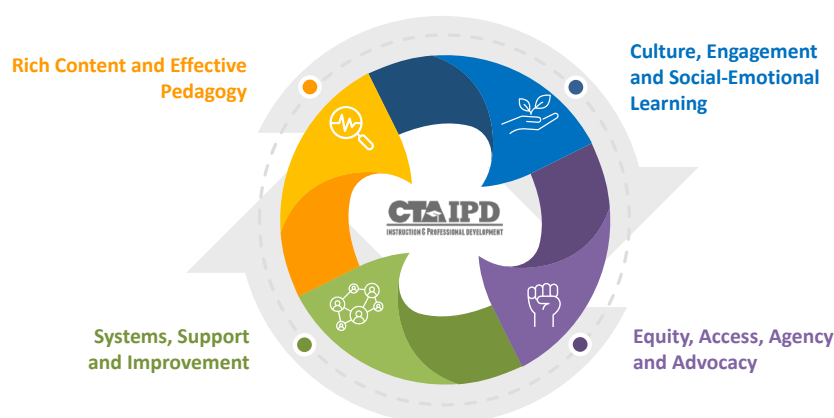 Rich Content and Effective
Pedagogy
Culture, Engagement
and Social-Emotional
Learning
CTA IPD
INSTRUCTION & PROFESSIONAL DEVELOPMENT
Systems, Support
and Improvement
Equity, Access, Agency
and Advocacy